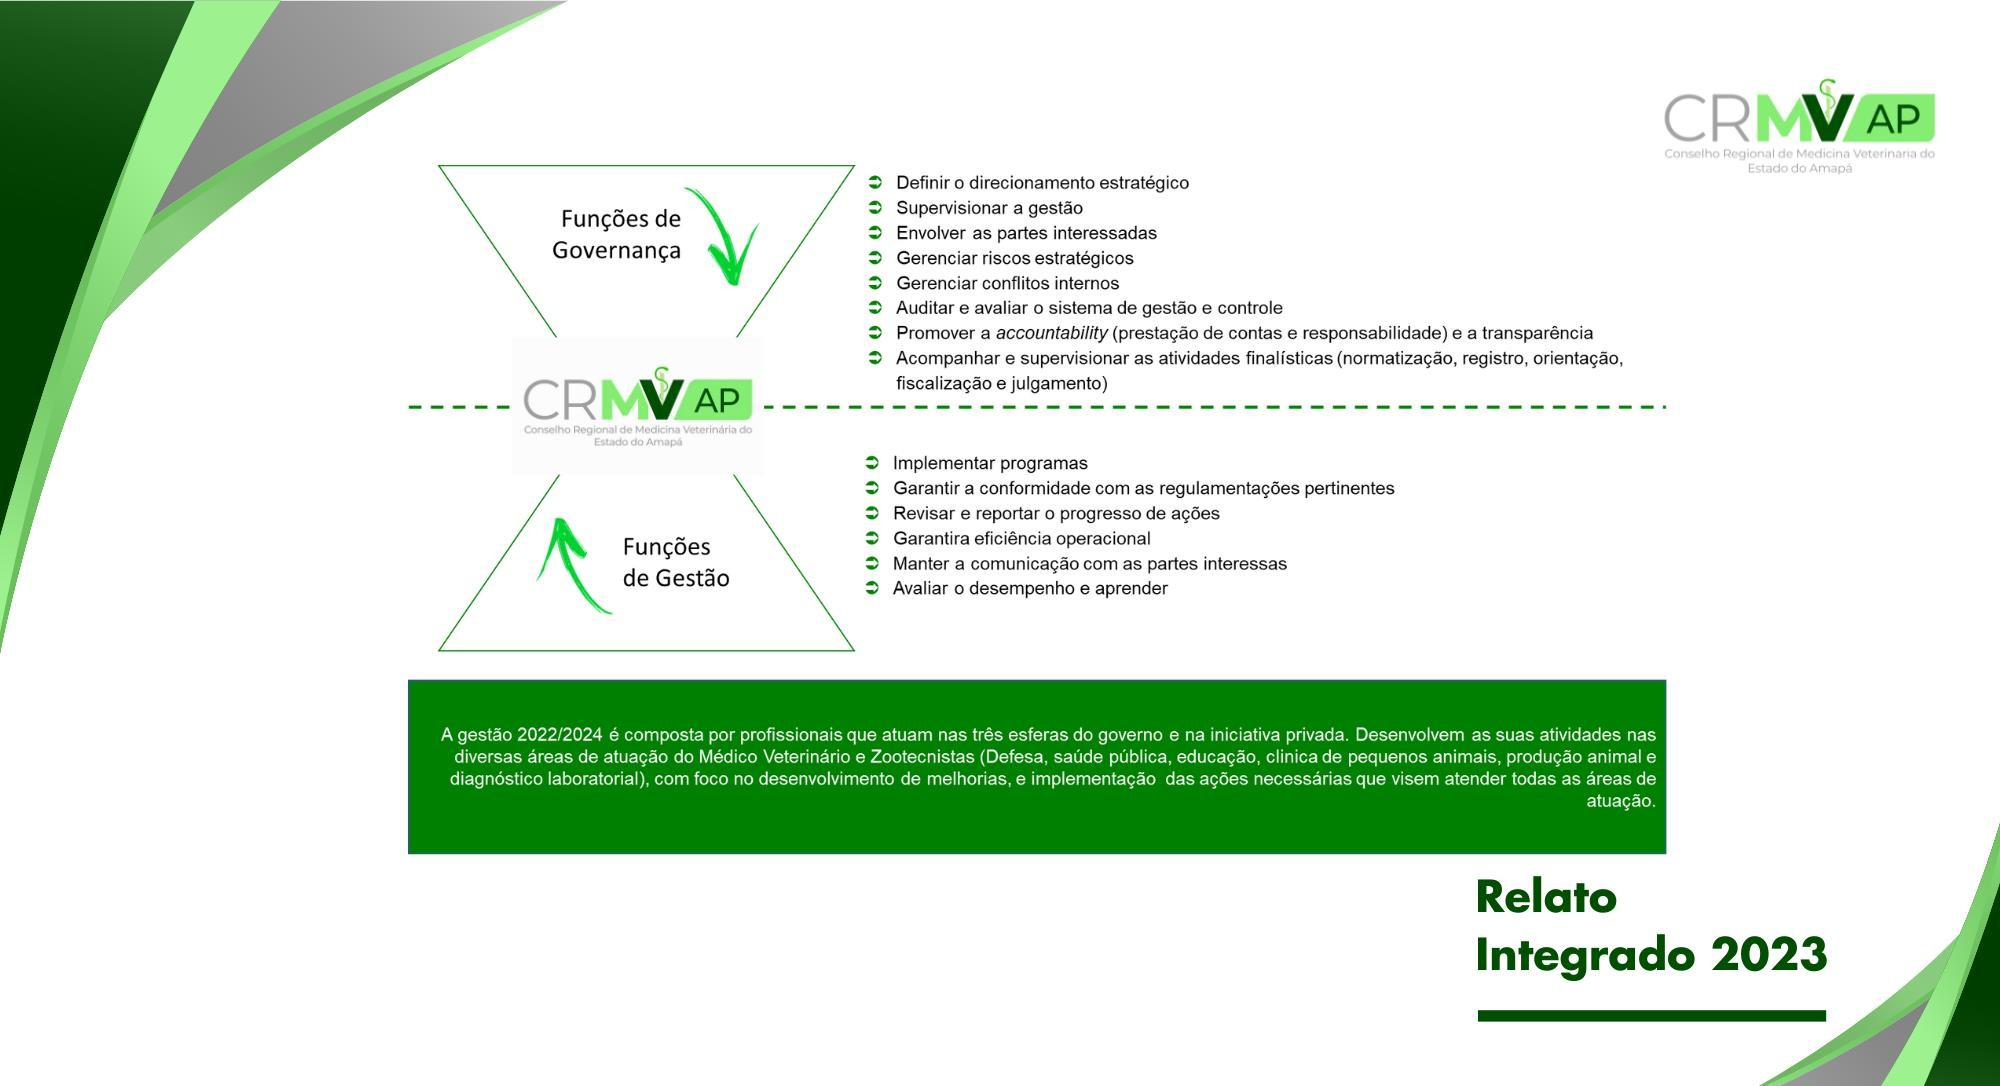 CRMV AP
Conselho Regional de Medicina Veterinaria do
Estado do Amapá
Funções de
Governança
Definir o direcionamento estratégico
Supervisionar a gestão
Envolver as partes interessadas
Gerenciar riscos estratégicos
Gerenciar conflitos internos
Auditar e avaliar o sistema de gestão e controle
Promover a accountability (prestação de contas e responsabilidade) e a transparência
Acompanhar e supervisionar as atividades finalísticas (normatização, registro, orientação,
fiscalização e julgamento)
CRMV AP
Conselho Regional de Medicina Veterinária do
Estado do Amapá
Funções
de Gestão
Implementar programas
Garantir a conformidade com as regulamentações pertinentes
Revisar e reportar o progresso de ações
Garantira eficiência operacional
Manter a comunicação com as partes interessas
Avaliar o desempenho e aprender
A gestão 2022/2024 é composta por profissionais que atuam nas três esferas do governo e na iniciativa privada. Desenvolvem as suas atividades nas
diversas áreas de atuação do Médico Veterinário e Zootecnistas (Defesa, saúde pública, educação, clinica de pequenos animais, produção animal e
diagnóstico laboratorial), com foco no desenvolvimento de melhorias, e implementação das ações necessárias que visem atender todas as áreas de
atuação.
Relato
Integrado 2023